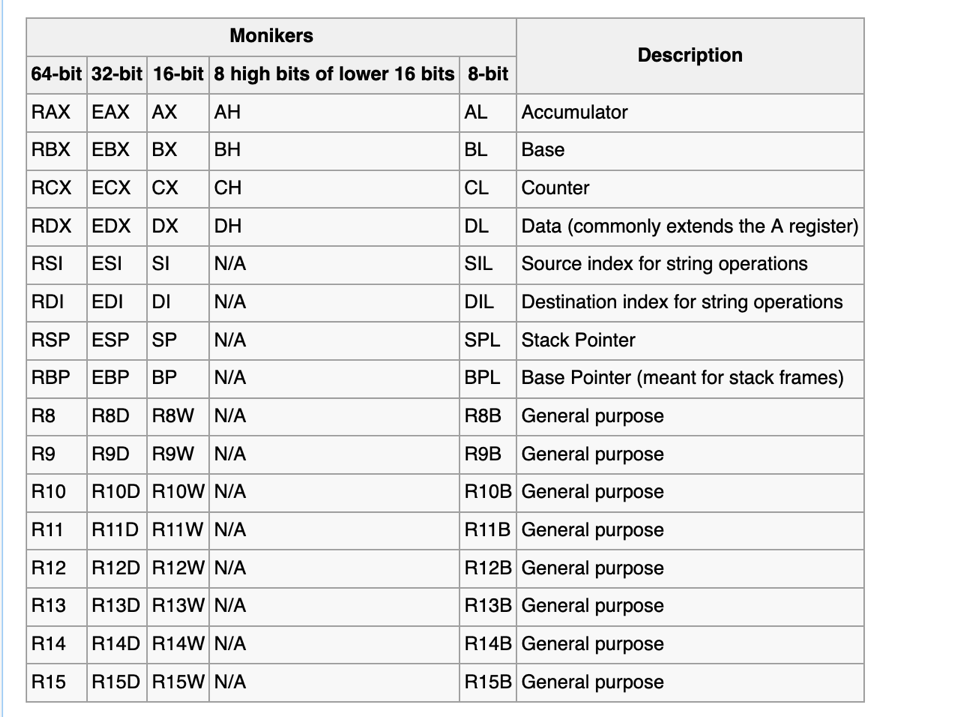 Monikers
Description
64-bit 32-bit 16-bit 8 high bits of lower 16 bits 8-bit
RAX EAX AX AH AL Accumulator
RBX EBX BX BH BL Base
RCX ECX CX CH CL Counter
RDX EDX DX DH DL Data (commonly extends the A register)
RSI ESI SI N/A SIL Source index for string operations
RDI EDI DI N/A DIL Destination index for string operations
RSP ESP SP N/A SPL Stack Pointer
RBP EBP BP N/A BPL Base Pointer (meant for stack frames)
R8 R8D R8W N/A R8B General purpose
R9 R9D R9W N/A R9B General purpose
R10 R10D R10W N/A R10B General purpose
R11 R11D R11W N/A R11B General purpose
R12 R12D R12W N/A R12B General purpose
R13 R13D R13W N/A R13B General purpose
R14 R14D R14W N/A R14B General purpose
R15 R15D R15W N/A R15B General purpose